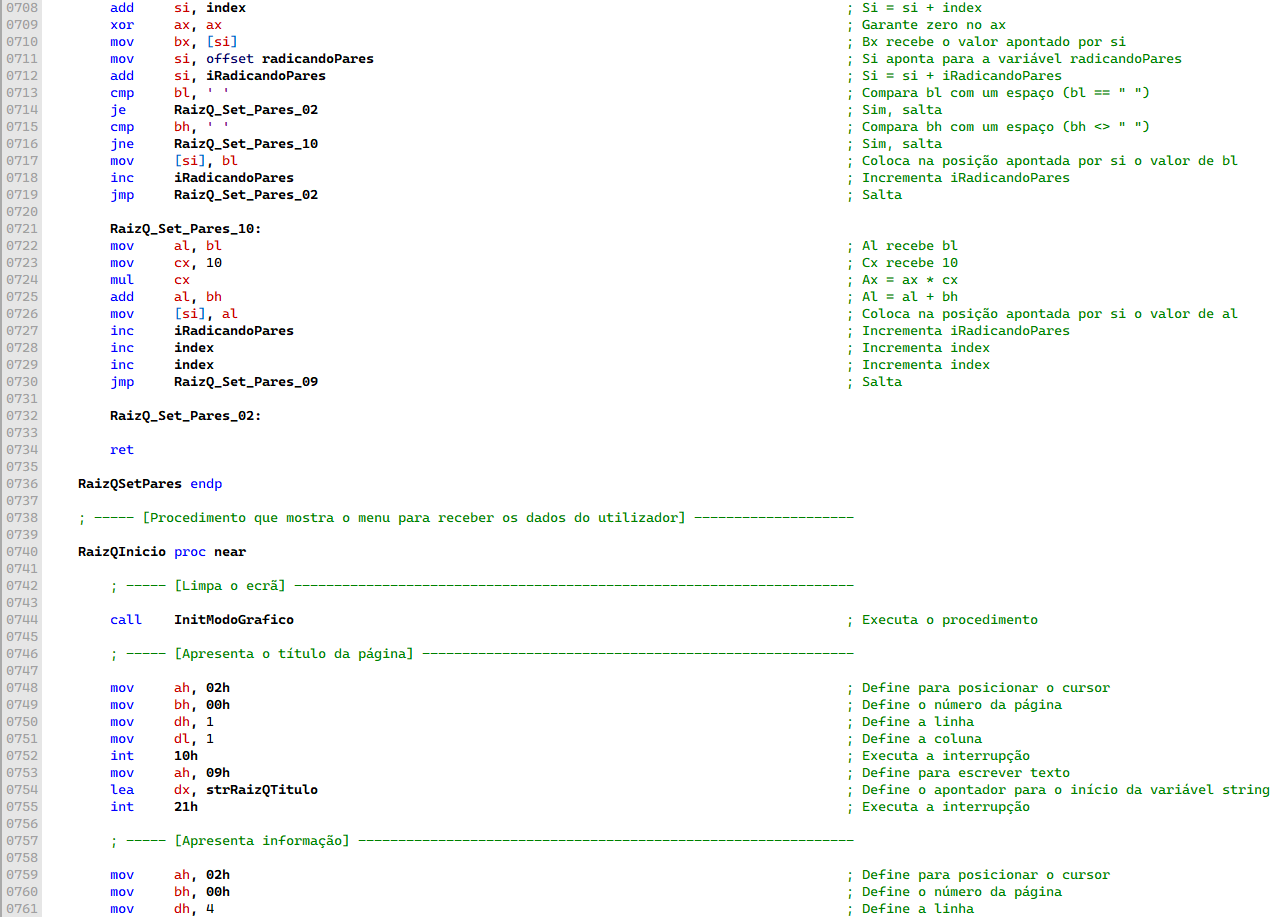 0708 add si, index ; Si = si + index
0709 xor ax, ax ; Garante zero no ax
0710 mov bx, [si] ; Bx recebe o valor apontado por si
0711 mov si, offset radicandoPares ; Si aponta para a variável radicandoPares
0712 add si, iRadicandoPares ; Si = si + iRadicandoPares
0713 cmp bl, ' ' ; Compara bl com um espaço (bl == " ")
0714 je RaizQ_Set_Pares_02 ; Sim, salta
0715 cmp bh, ' ' ; Compara bh com um espaço (bh <> " ")
0716 jne RaizQ_Set_Pares_10 ; Sim, salta
0717 mov [si], bl ; Coloca na posição apontada por si o valor de bl
0718 inc iRadicandoPares ; Incrementa iRadicandoPares
0719 jmp RaizQ_Set_Pares_02 ; Salta
0720
0721 RaizQ_Set_Pares_10:
0722 mov al, bl ; Al recebe bl
0723 mov cx, 10 ; Cx recebe 10
0724 mul cx ; Ax = ax * cx
0725 add al, bh ; Al = al + bh
0726 mov [si], al ; Coloca na posição apontada por si o valor de al
0727 inc iRadicandoPares ; Incrementa iRadicandoPares
0728 inc index ; Incrementa index
0729 inc index ; Incrementa index
0730 jmp RaizQ_Set_Pares_09 ; Salta
0731
0732 RaizQ_Set_Pares_02:
0733
0734 ret
0735
0736 RaizQSetPares endp
0737
0738 ; ----- [Procedimento que mostra o menu para receber os dados do utilizador] --------------------
0739
0740 RaizQInicio proc near
0741
0742 ; ----- [Limpa o ecrã] ----------------------------------------------------------------------
0743
0744 call InitModoGrafico ; Executa o procedimento
0745
0746 ; ----- [Apresenta o título da página] ------------------------------------------------------
0747
0748 mov ah, 02h ; Define para posicionar o cursor
0749 mov bh, 00h ; Define o número da página
0750 mov dh, 1 ; Define a linha
0751 mov dl, 1 ; Define a coluna
0752 int 10h ; Executa a interrupção
0753 mov ah, 09h ; Define para escrever texto
0754 lea dx, strRaizQTitulo ; Define o apontador para o início da variável string
0755 int 21h ; Executa a interrupção
0756
0757 ; ----- [Apresenta informação] --------------------------------------------------------------
0758
0759 mov ah, 02h ; Define para posicionar o cursor
0760 mov bh, 00h ; Define o número da página
0761 mov dh, 4 ; Define a linha